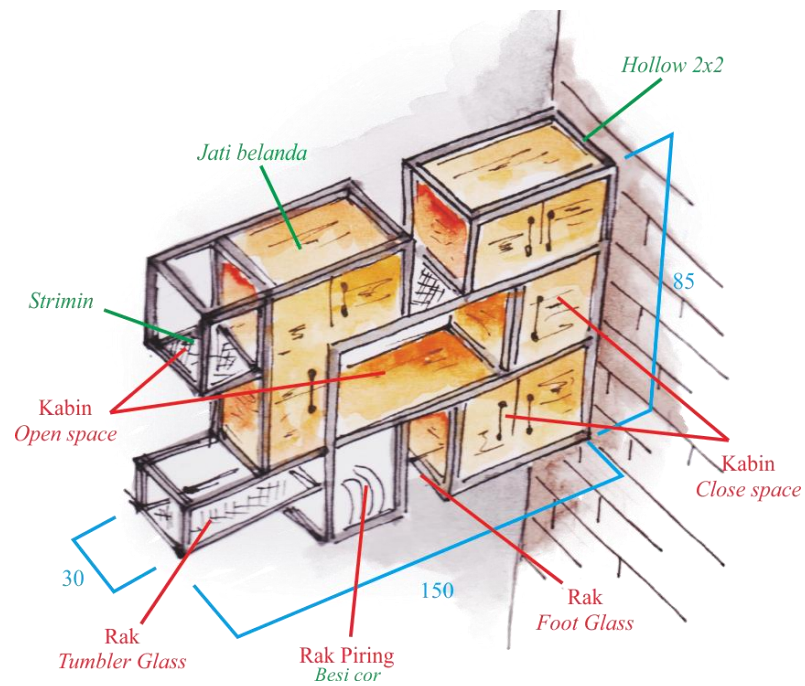 Hollow 2x2
Jati belanda
Strimin
85
Kabin
Open space
Kabin
Close space
30
150
Rak
Foot Glass
Rak
Tumbler Glass
Rak Piring
Besi cor